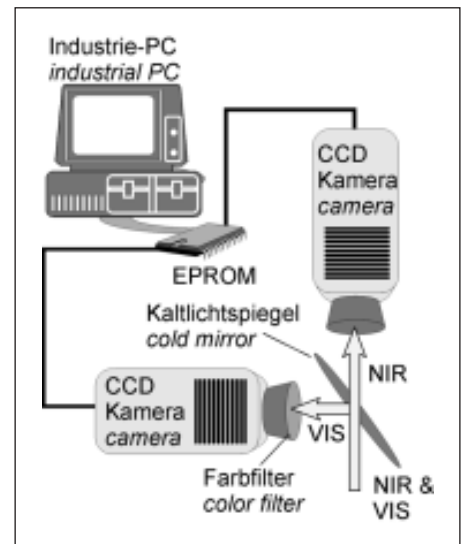 Industrie-PC
industrial PC
CCD
Kamera
camera
EPROM
Kaltlichtspiegel
cold mirror
NIR
CCD
Kamera
camera
VIS
Farbfilter
color filter
NIR &
VIS